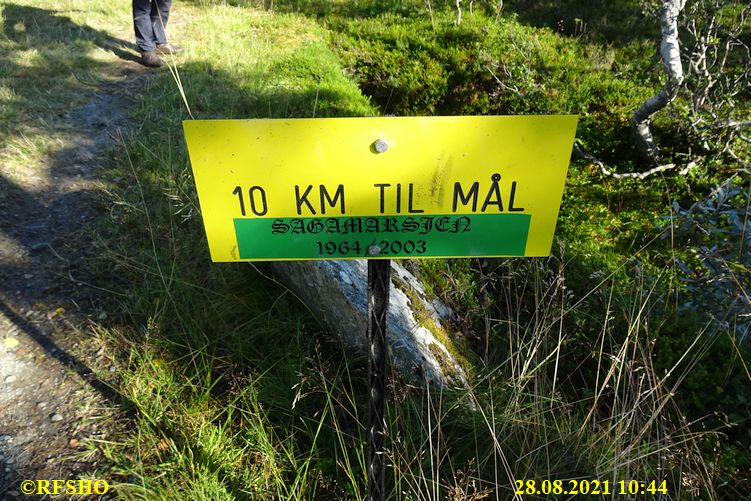 10 KM TIL MÅL
SAGAMARSJEN
1964/2003
©RFSHO
28.08.2021 10:44